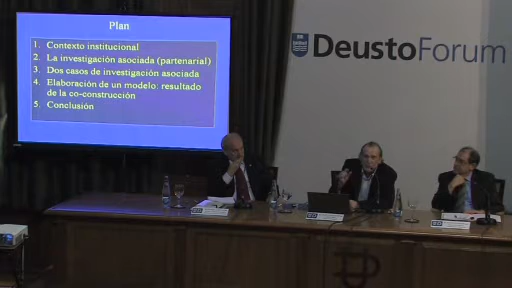 Plan
1. Contexto institucional
2. La investigación asociada (partenarial)
3. Dos casos de investigación asociada
4. Elaboración de un modelo: resultado
de la co-construcción
5. Conclusión
DeustoForum